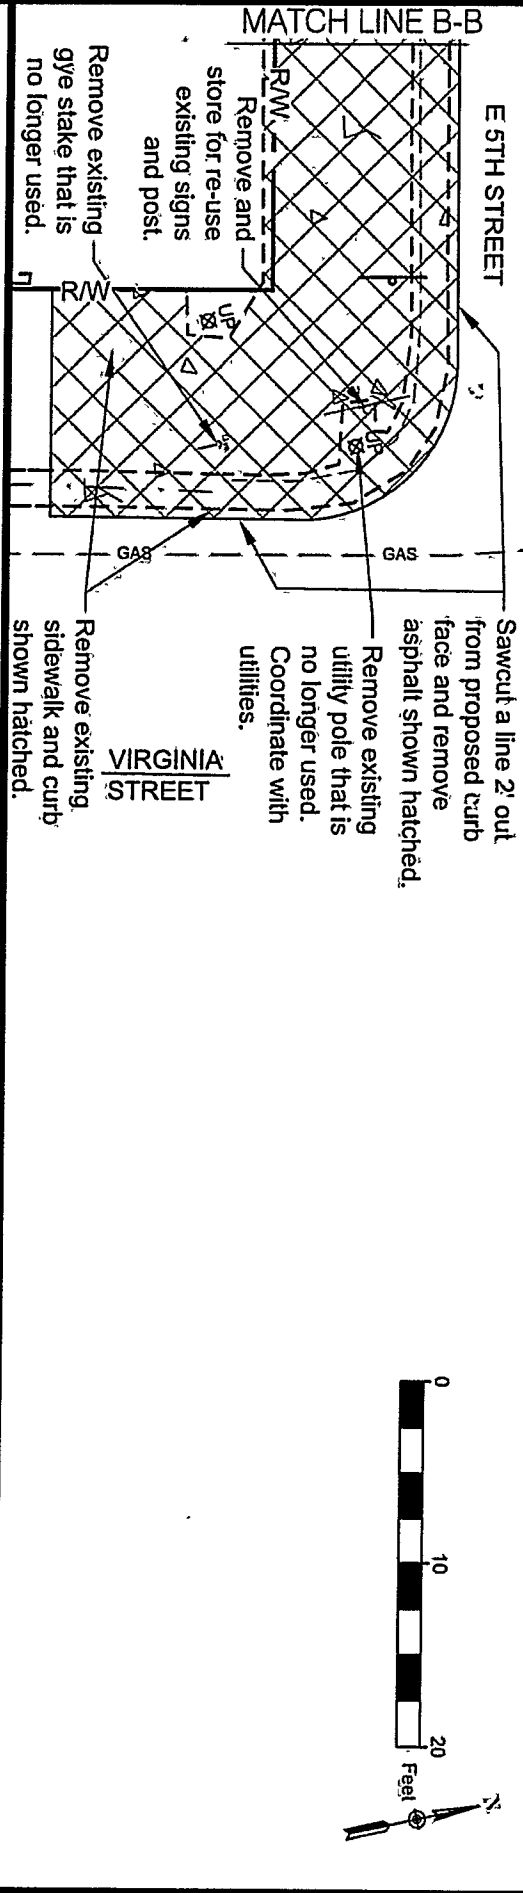 MATCH LINE B-B
E 5TH STREET
R/W
Remove and
store for re-use
existing signs
and post.
Remove existing
gye stake that is
no longer used.
R/W
UP
UP
GAS
GAS
Sawcut a line 2' out
from proposed curb
face and remove
asphalt shown hatched.
Remove existing
utility pole that is
no longer used.
Coordinate with
utilities.
VIRGINIA
STREET
Remove existing
sidewalk and curb
shown hatched.
0
10
20
Feet
N